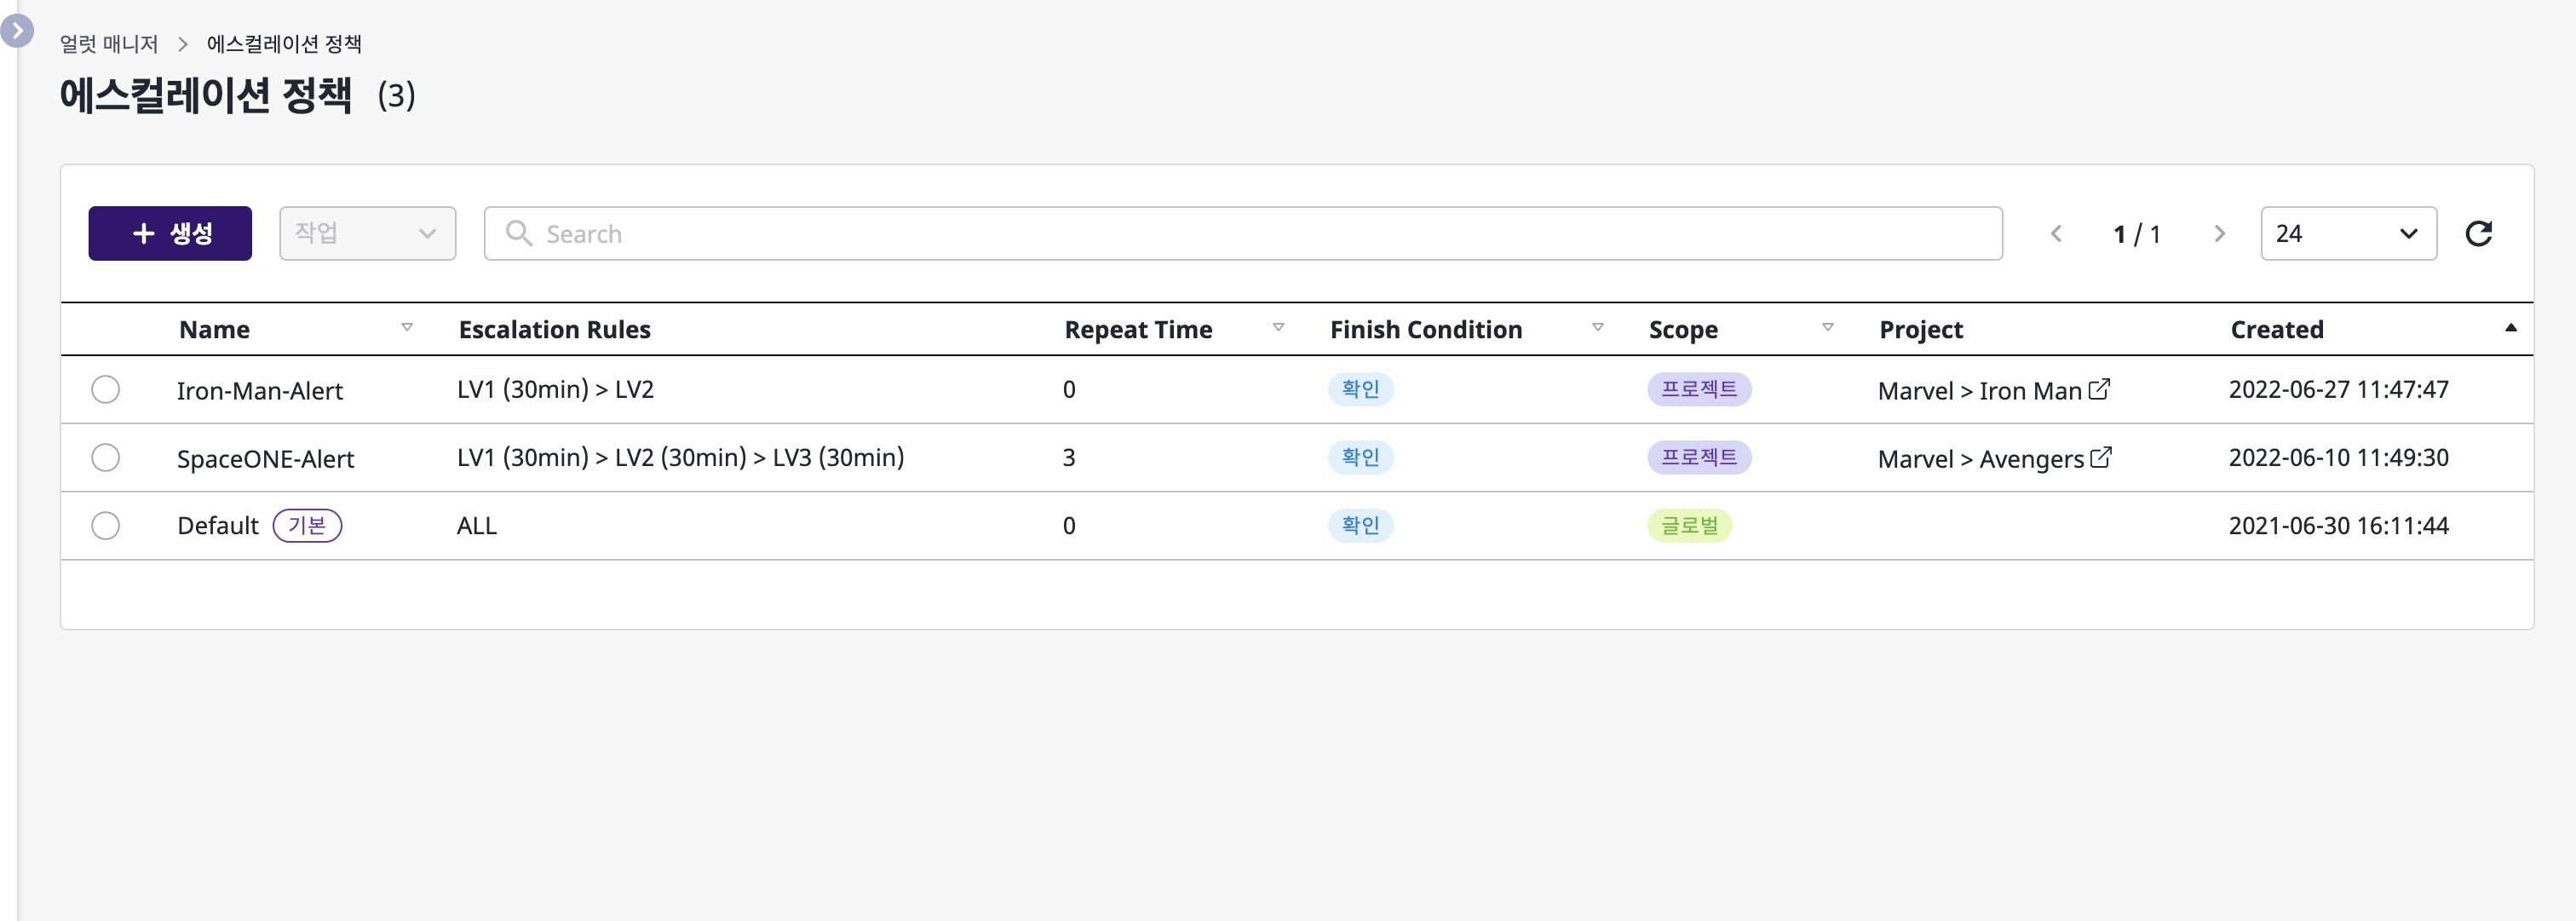 얼럿 매니저 > 에스컬레이션 정책
에스컬레이션 정책 (3)
+ 생성 작업 Search 1 / 1 24
Name Escalation Rules Repeat Time Finish Condition Scope Project Created
Iron-Man-Alert LV1 (30min) > LV2 0 확인 프로젝트 Marvel > Iron Man 2022-06-27 11:47:47
SpaceONE-Alert LV1 (30min) > LV2 (30min) > LV3 (30min) 3 확인 프로젝트 Marvel > Avengers 2022-06-10 11:49:30
Default 기본 ALL 0 확인 글로벌 2021-06-30 16:11:44